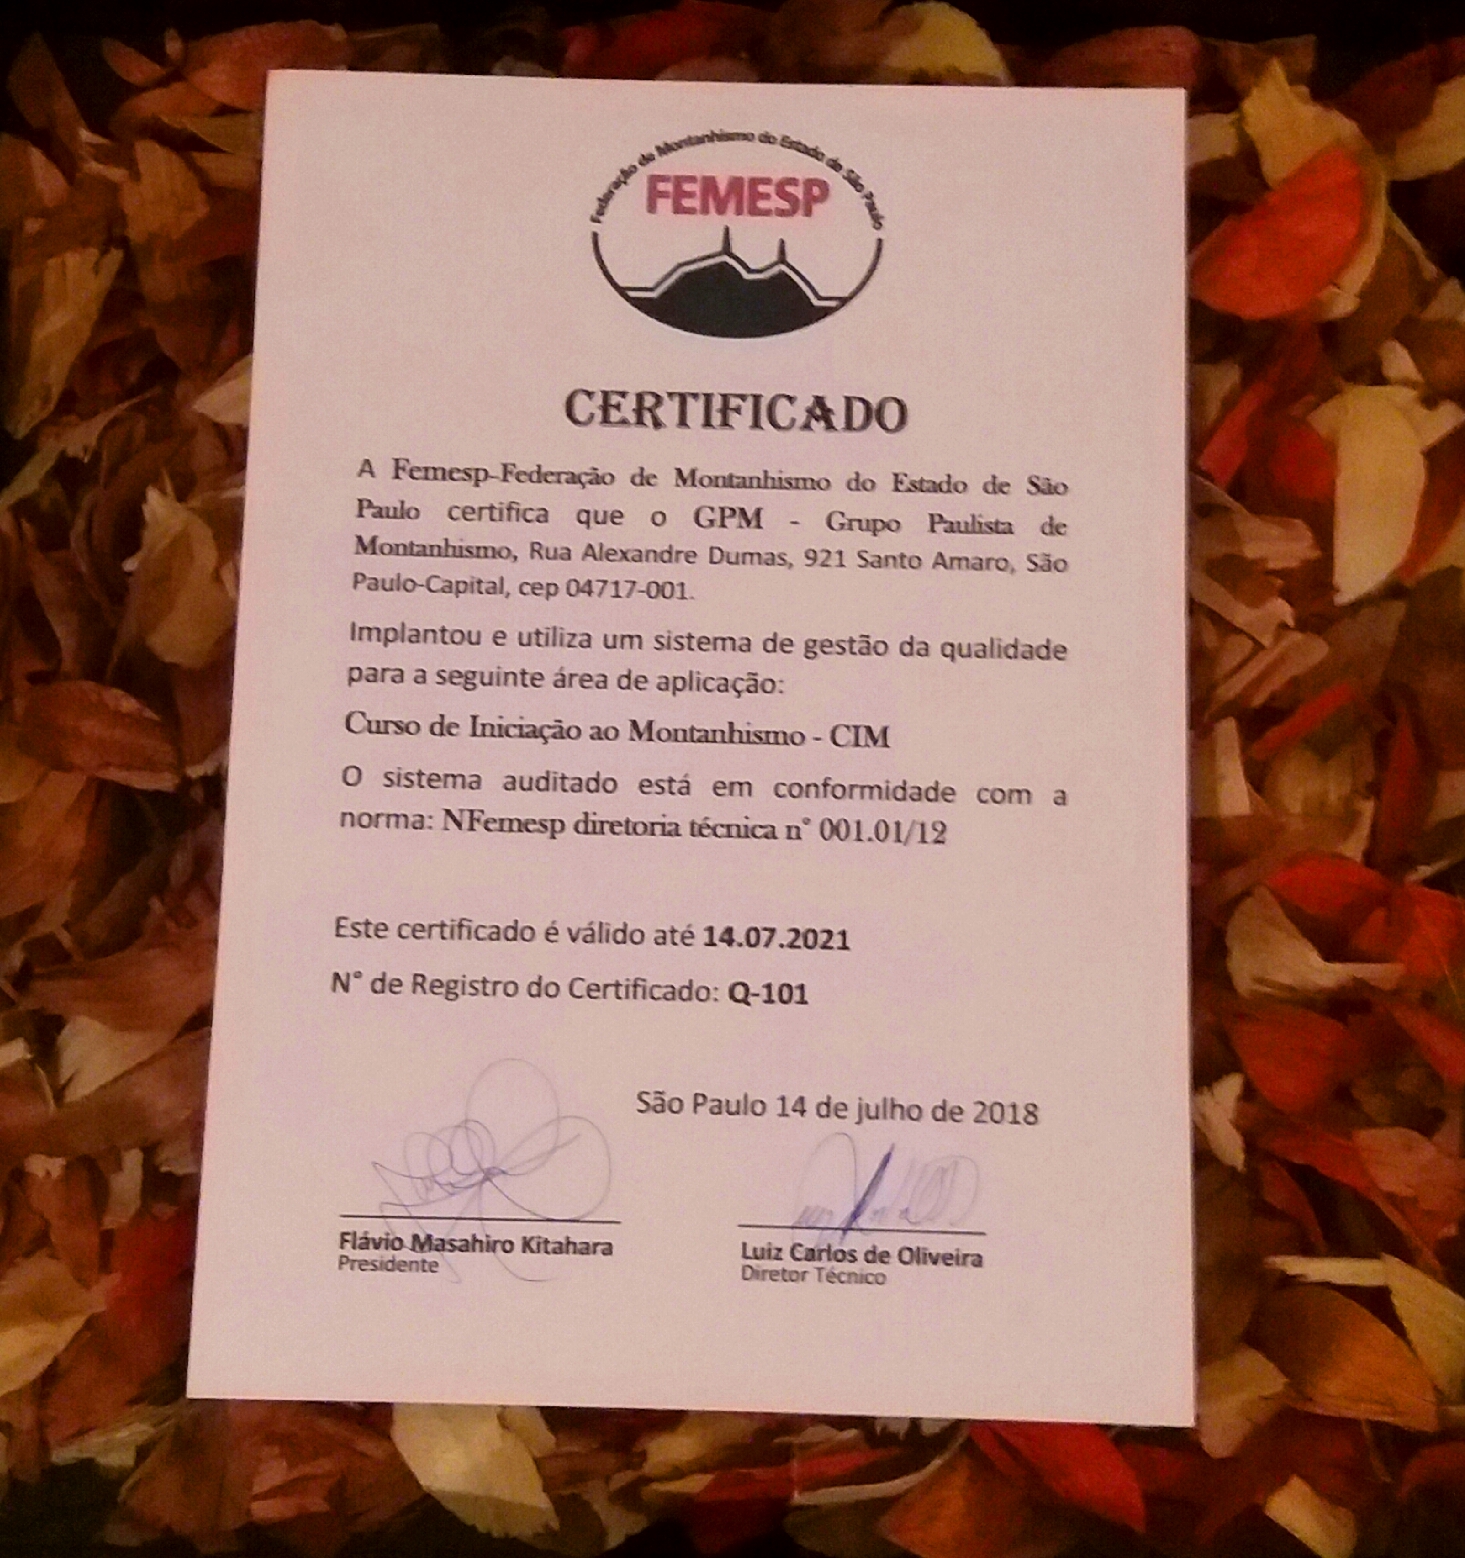 Federação de Montanhismo do Estado de São Paulo
FEMESP
CERTIFICADO
A Femesp-Federação de Montanhismo do Estado de São
Paulo certifica que o GPM - Grupo Paulista de
Montanhismo, Rua Alexandre Dumas, 921 Santo Amaro, São
Paulo-Capital, cep 04717-001.
Implantou e utiliza um sistema de gestão da qualidade
para a seguinte área de aplicação:
Curso de Iniciação ao Montanhismo - CIM
O sistema auditado está em conformidade com a
norma: NFemesp diretoria técnica n° 001.01/12
Este certificado é válido até 14.07.2021
N° de Registro do Certificado: Q-101
São Paulo 14 de julho de 2018
Flávio Masahiro Kitahara
Presidente
Luiz Carlos de Oliveira
Diretor Técnico